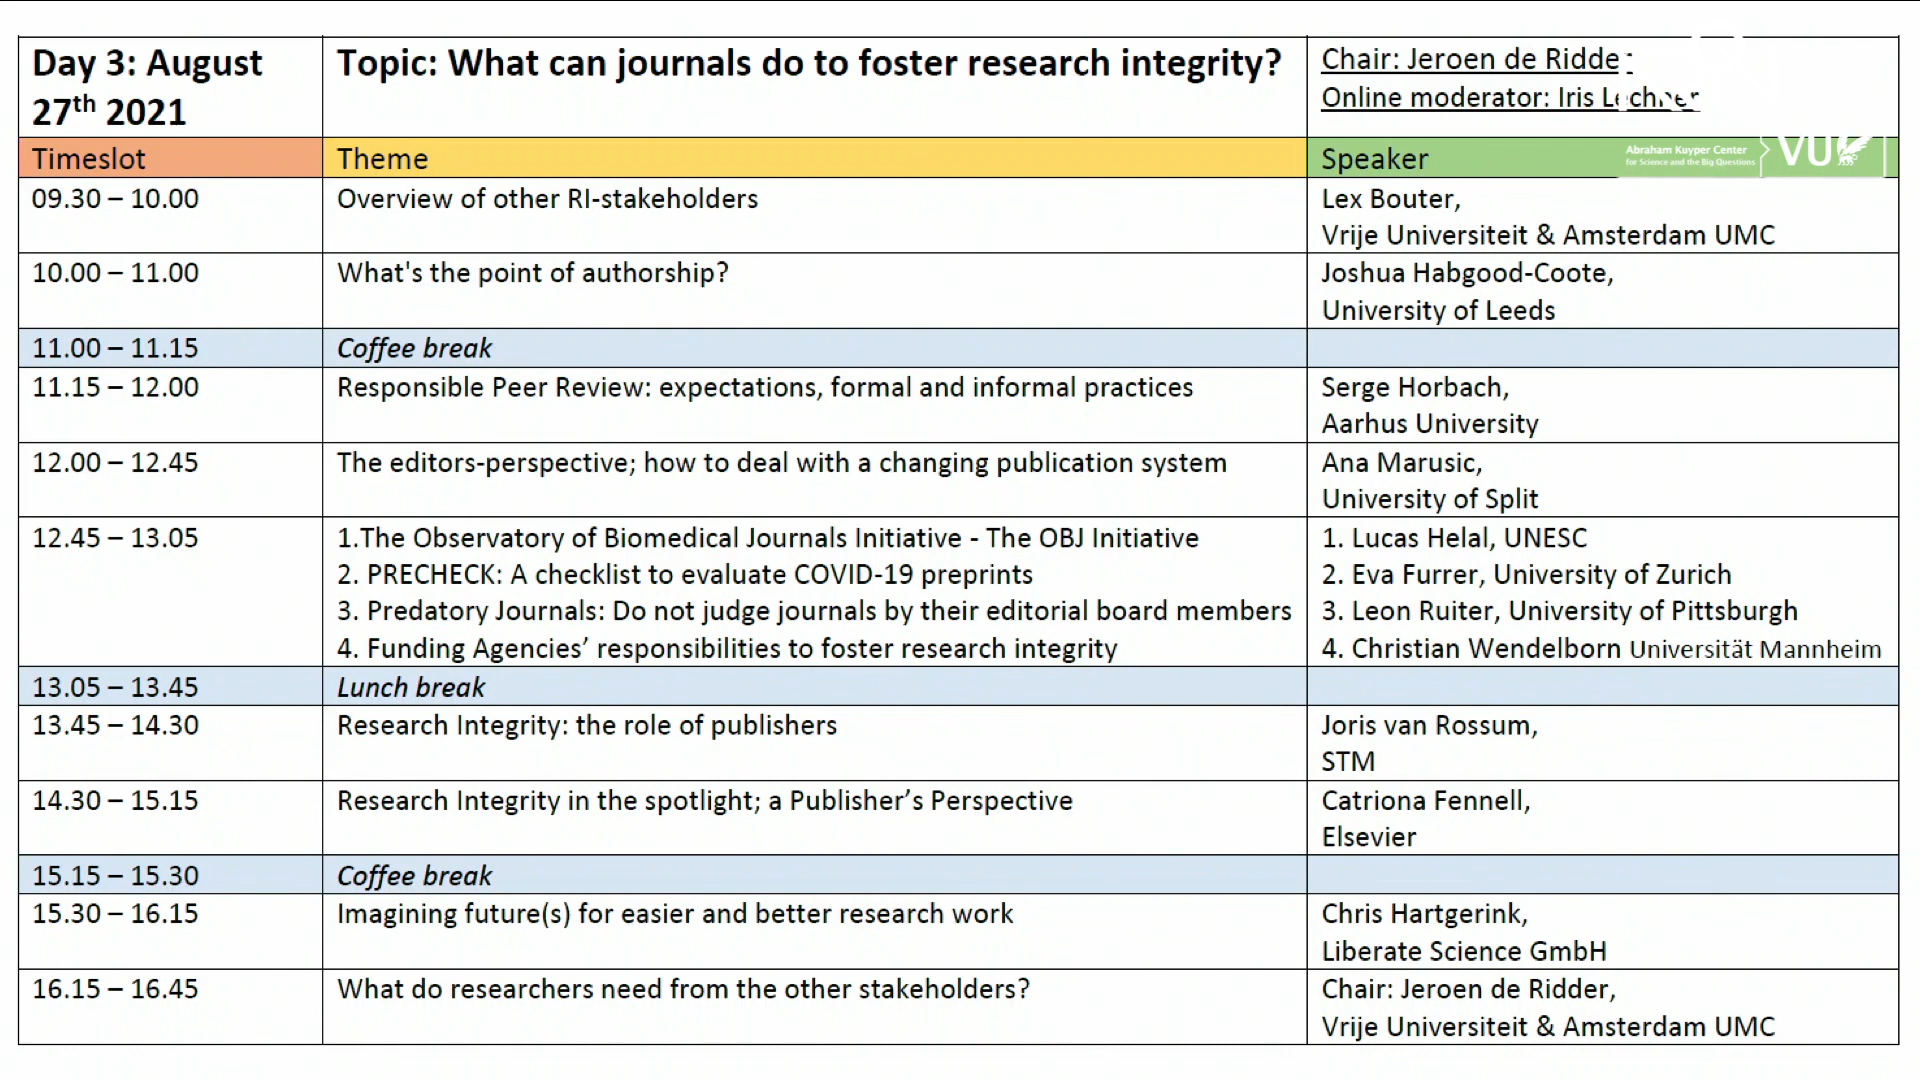 Day 3: August
27th 2021
Topic: What can journals do to foster research integrity?
Chair: Jeroen de Ridder
Online moderator: Iris Lechner
Timeslot
Theme
Speaker
Abraham Kuyper Center
for Science and the Big Questions
VU
09.30 – 10.00
Overview of other RI-stakeholders
Lex Bouter,
Vrije Universiteit & Amsterdam UMC
10.00 – 11.00
What's the point of authorship?
Joshua Habgood-Coote,
University of Leeds
11.00 – 11.15
Coffee break
11.15 – 12.00
Responsible Peer Review: expectations, formal and informal practices
Serge Horbach,
Aarhus University
12.00 – 12.45
The editors-perspective; how to deal with a changing publication system
Ana Marusic,
University of Split
12.45 – 13.05
1.The Observatory of Biomedical Journals Initiative - The OBJ Initiative
2. PRECHECK: A checklist to evaluate COVID-19 preprints
3. Predatory Journals: Do not judge journals by their editorial board members
4. Funding Agencies’ responsibilities to foster research integrity
1. Lucas Helal, UNESC
2. Eva Furrer, University of Zurich
3. Leon Ruiter, University of Pittsburgh
4. Christian Wendelborn Universität Mannheim
13.05 – 13.45
Lunch break
13.45 – 14.30
Research Integrity: the role of publishers
Joris van Rossum,
STM
14.30 – 15.15
Research Integrity in the spotlight; a Publisher’s Perspective
Catriona Fennell,
Elsevier
15.15 – 15.30
Coffee break
15.30 – 16.15
Imagining future(s) for easier and better research work
Chris Hartgerink,
Liberate Science GmbH
16.15 – 16.45
What do researchers need from the other stakeholders?
Chair: Jeroen de Ridder,
Vrije Universiteit & Amsterdam UMC